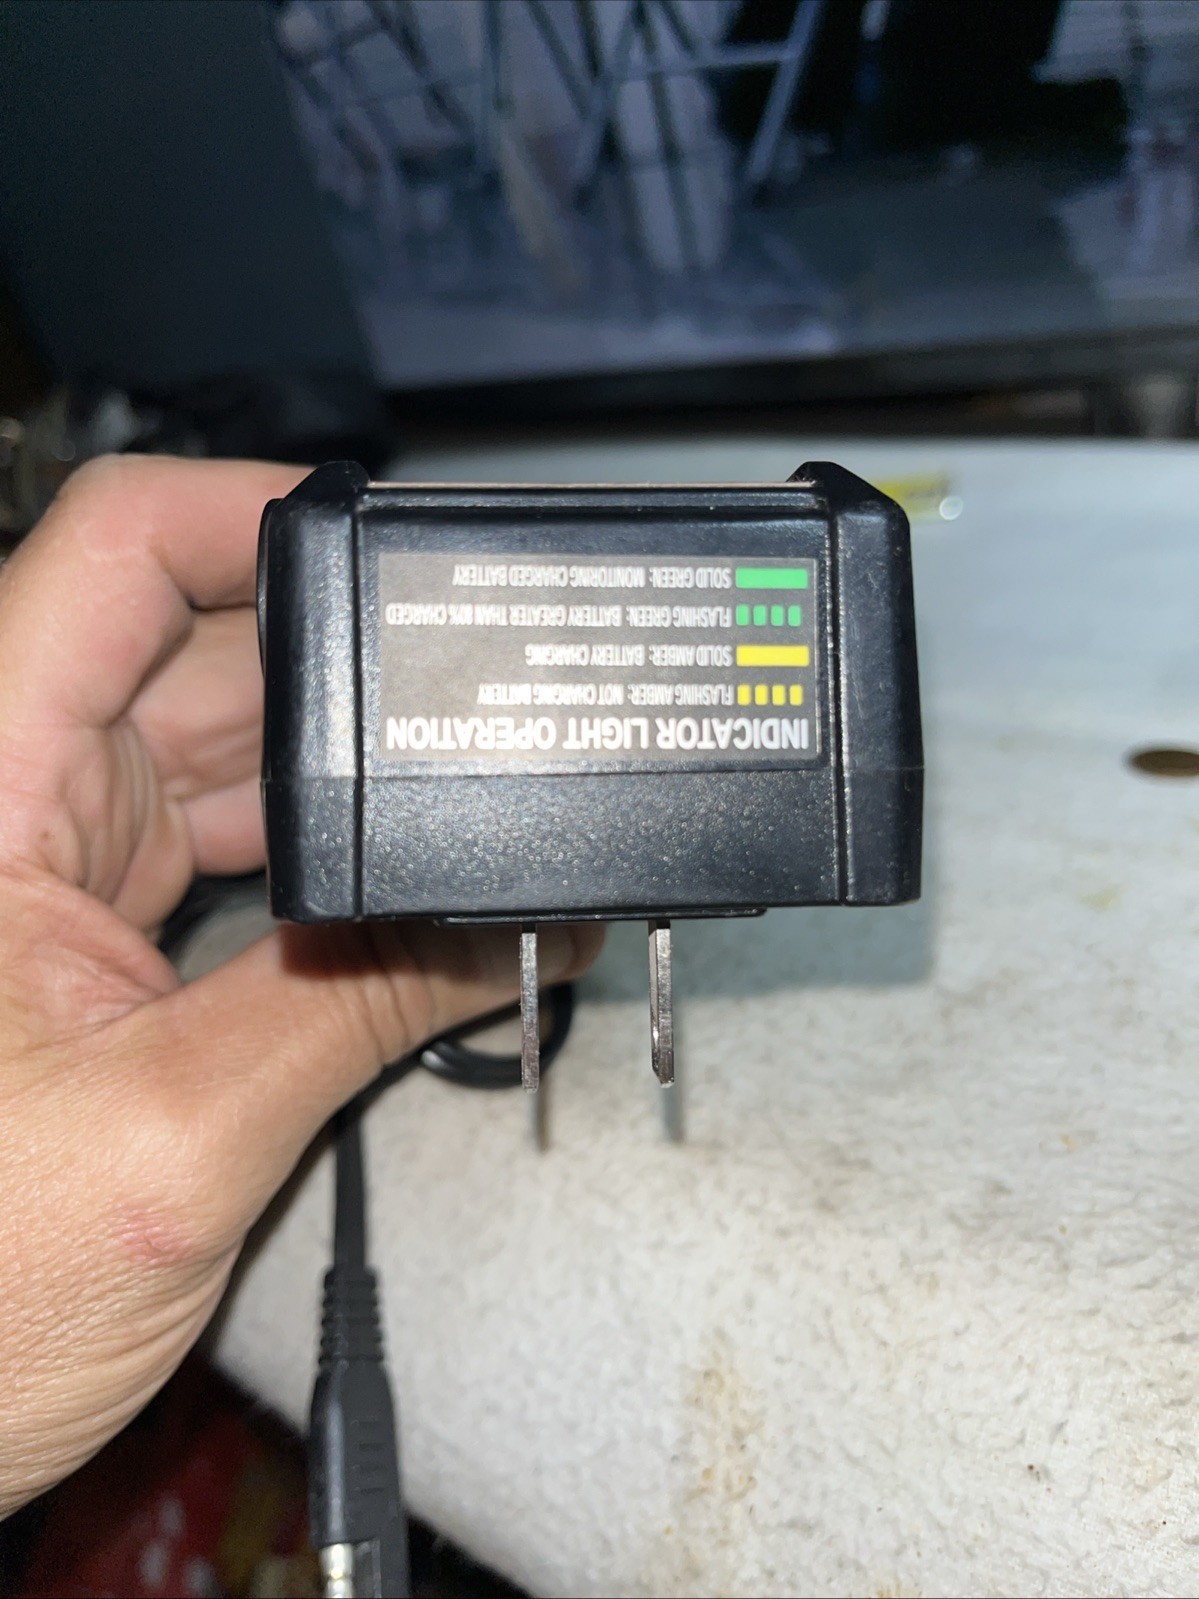 INDICATOR LIGHT OPERATION
FLASHING AMBER: NOT CHARGING BATTERY
SOLID AMBER: BATTERY CHARGING
FLASHING GREEN: BATTERY GREATER THAN 80% CHARGED
SOLID GREEN: MONITORING CHARGED BATTERY